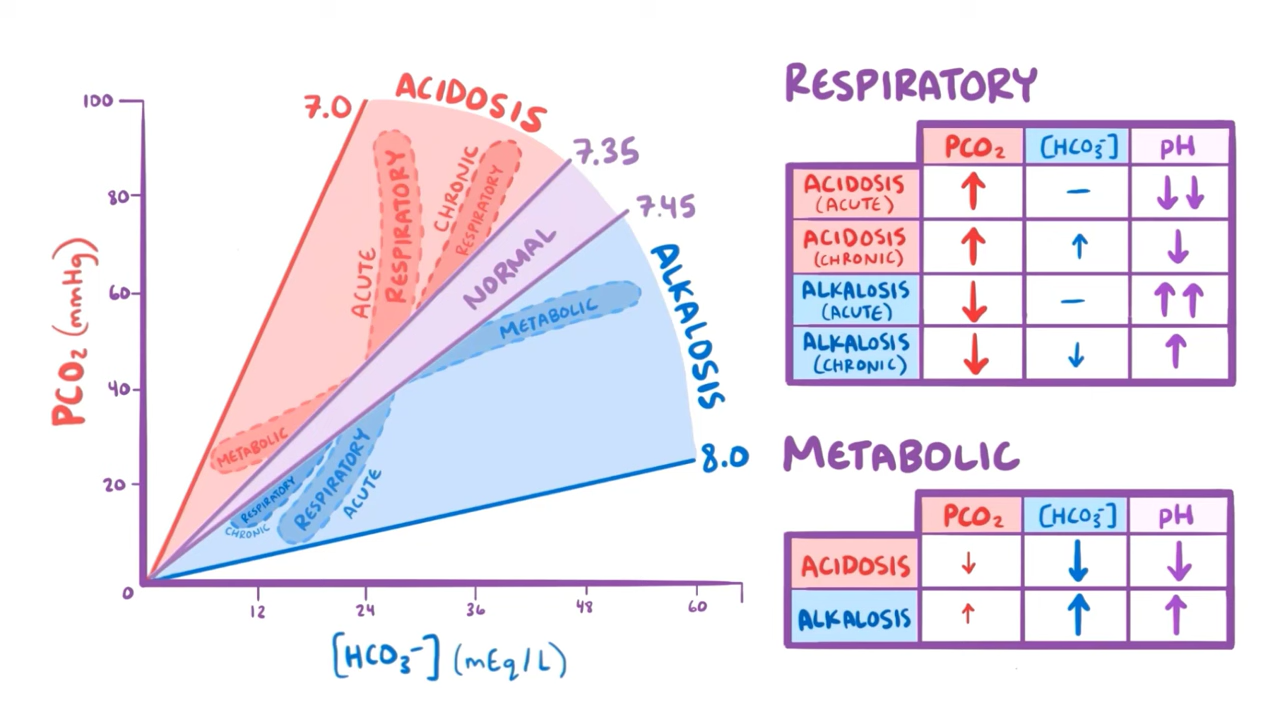 ACIDOSIS
7.0
7.35
7.45
ALKALOSIS
8.0
PCO₂ (mmHg)
100
80
60
40
20
0
12
24
36
48
60
[HCO₃⁻] (mEq/L)
ACUTE
RESPIRATORY
CHRONIC
RESPIRATORY
NORMAL
METABOLIC
METABOLIC
RESPIRATORY
CHRONIC
RESPIRATORY
ACUTE
RESPIRATORY
PCO₂ [HCO₃⁻] pH
ACIDOSIS (ACUTE) ↑ – ↓↓
ACIDOSIS (CHRONIC) ↑ ↑ ↓
ALKALOSIS (ACUTE) ↓ – ↑↑
ALKALOSIS (CHRONIC) ↓ ↓ ↑
METABOLIC
PCO₂ [HCO₃⁻] pH
ACIDOSIS ↓ ↓ ↓
ALKALOSIS ↑ ↑ ↑